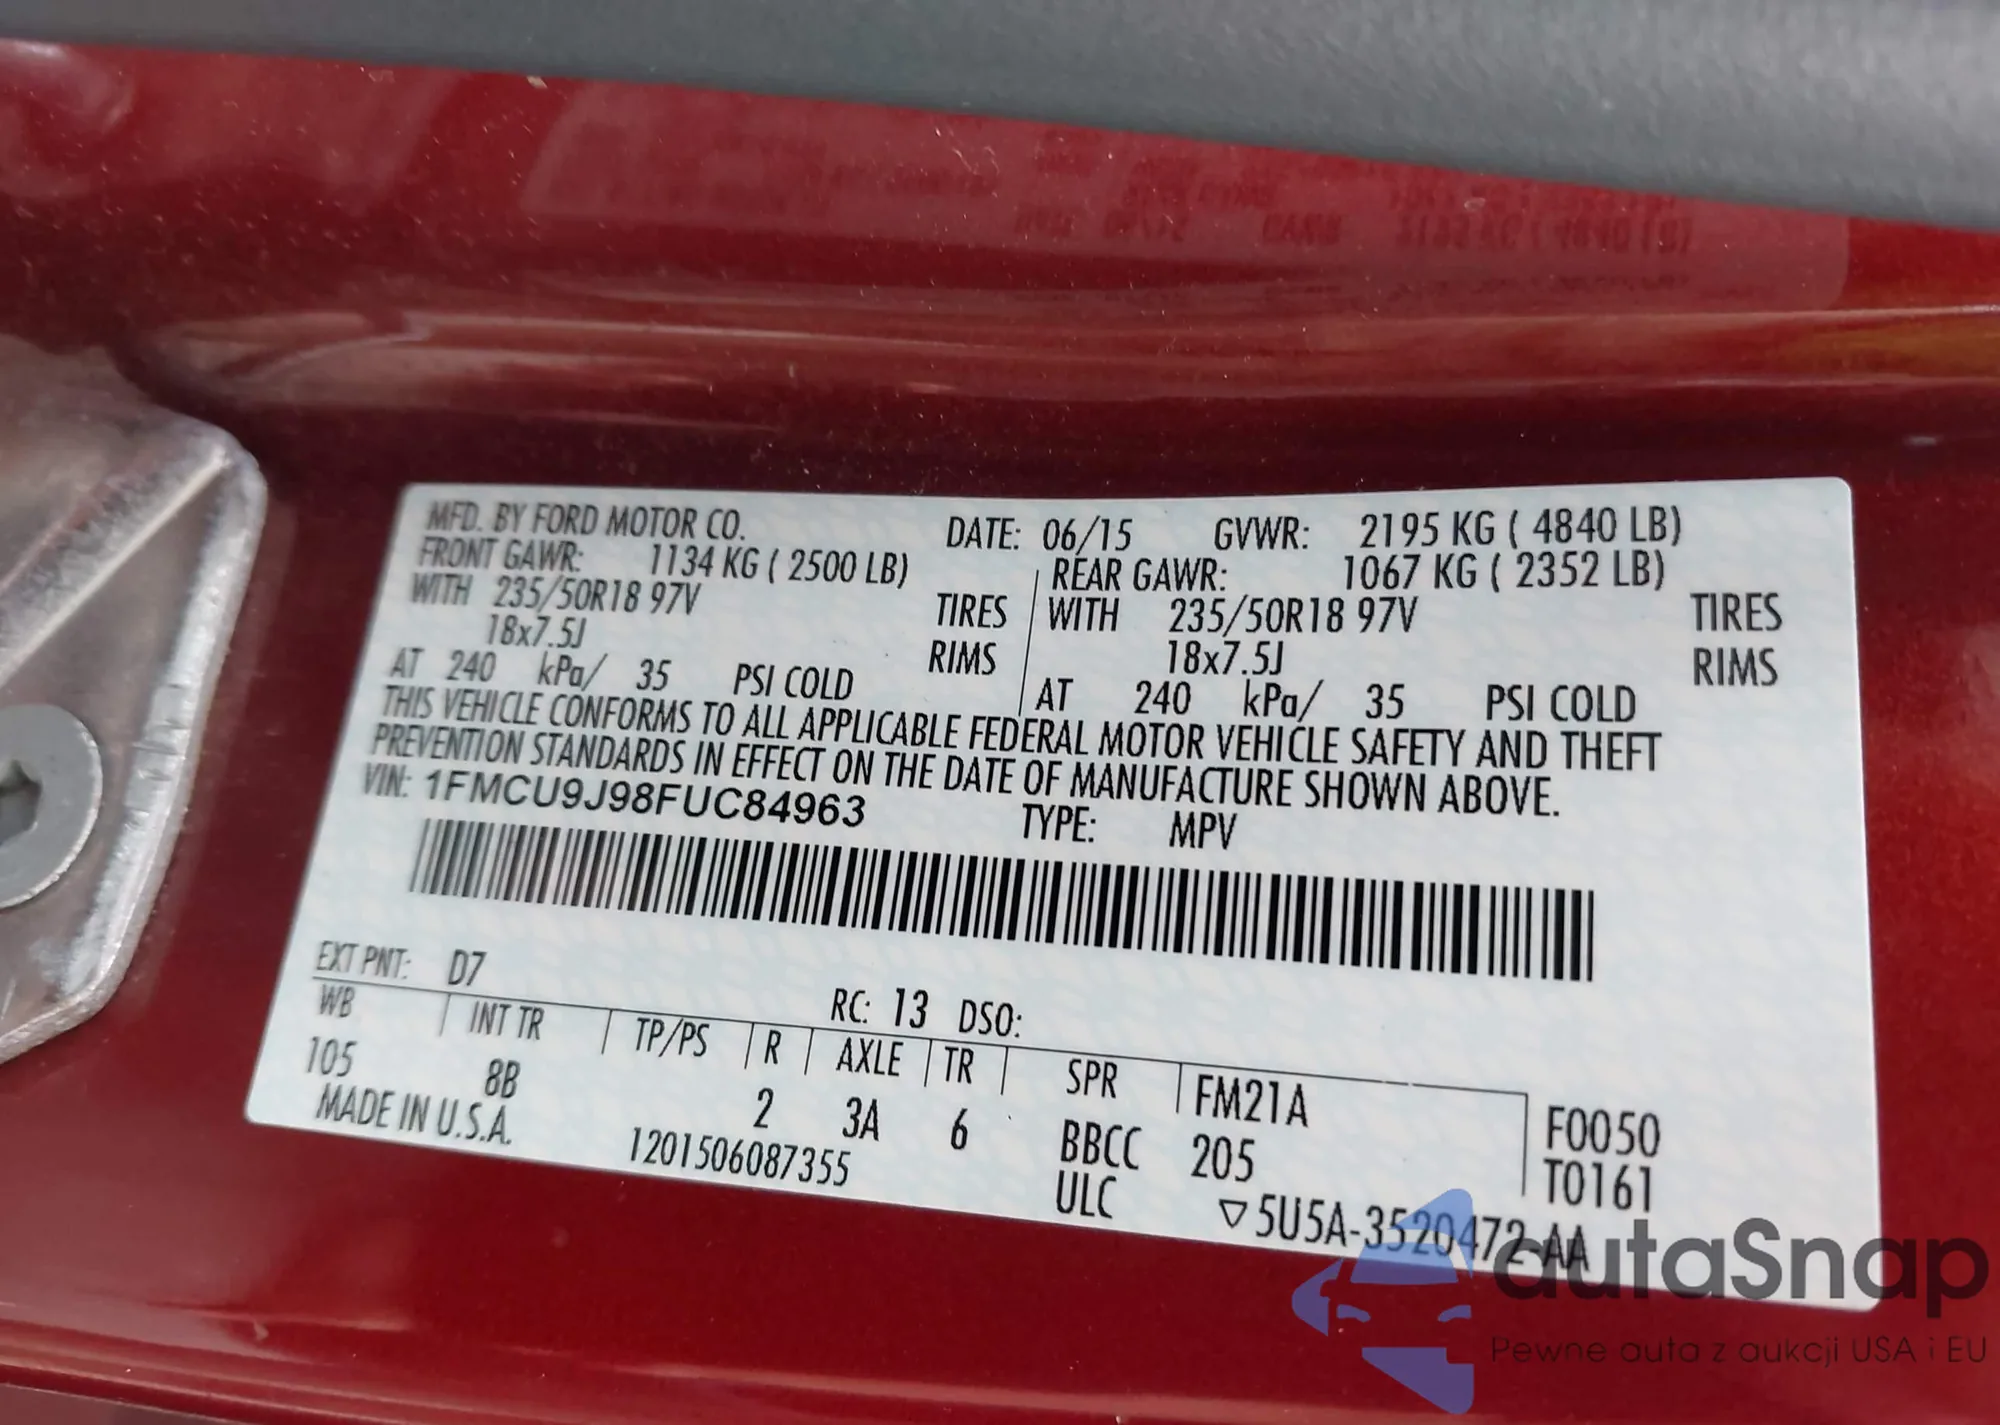 MFD. BY FORD MOTOR CO. DATE: 06/15 GVWR: 2195 KG ( 4840 LB)
FRONT GAWR: 1134 KG ( 2500 LB) REAR GAWR: 1067 KG ( 2352 LB)
WITH 235/50R18 97V TIRES WITH 235/50R18 97V TIRES
18x7.5J RIMS 18x7.5J RIMS
AT 240 kPa/ 35 PSI COLD AT 240 kPa/ 35 PSI COLD
THIS VEHICLE CONFORMS TO ALL APPLICABLE FEDERAL MOTOR VEHICLE SAFETY AND THEFT
PREVENTION STANDARDS IN EFFECT ON THE DATE OF MANUFACTURE SHOWN ABOVE.
VIN: 1FMCU9J98FUC84963 TYPE: MPV
EXT PNT: D7 RC: 13 DSO:
WB INT TR TP/PS R AXLE TR SPR FM21A F0050
105 8B 2 3A 6 BBCC 205 T0161
MADE IN U.S.A. 1201506087355 ULC ▽5U5A-3520472-AA
autaSnap
Pewne auta z aukcji USA i EU